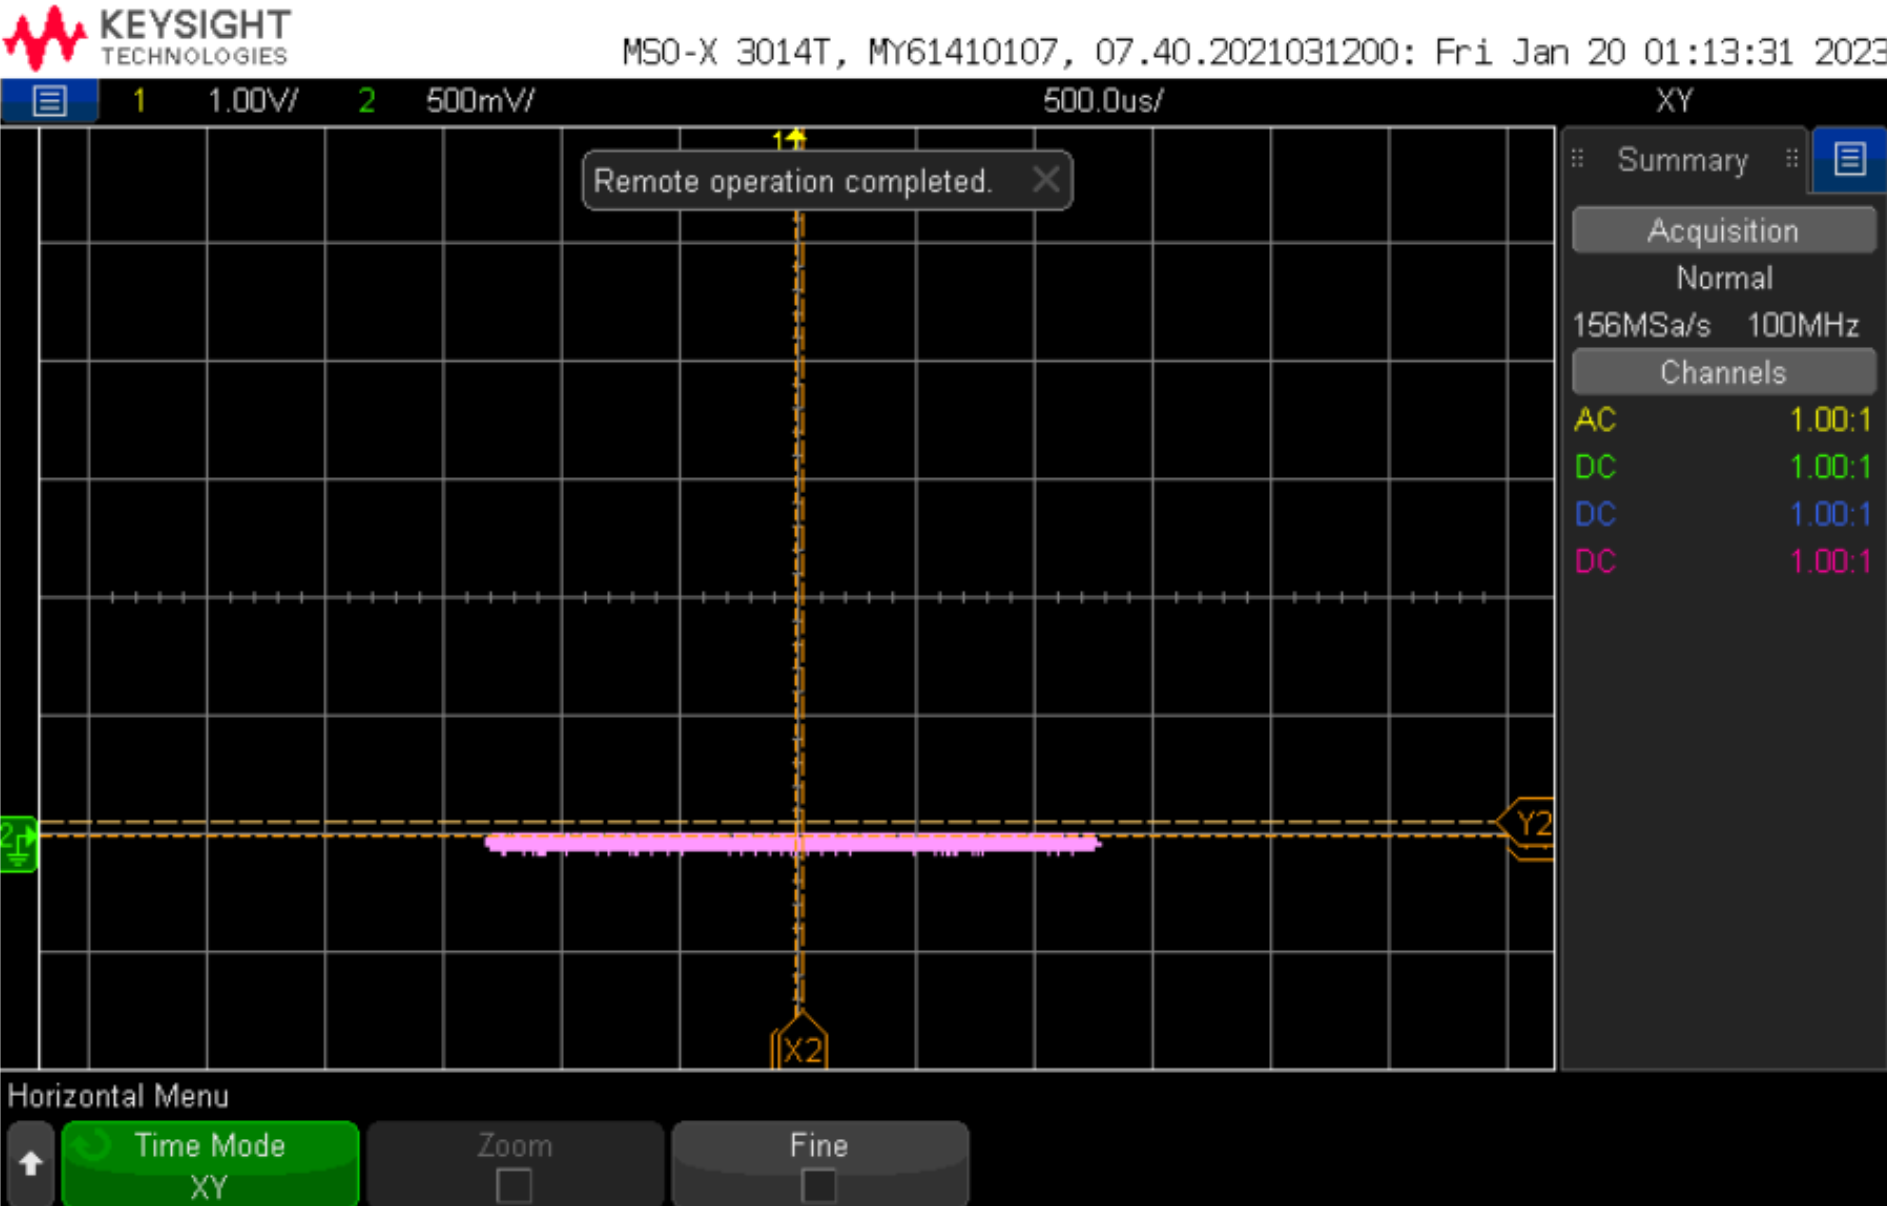 KEYSIGHT
TECHNOLOGIES
MSO-X 3014T, MY61410107, 07.40.2021031200: Fri Jan 20 01:13:31 2023
1 1.00V/ 2 500mV/ 500.0us/ XY
1
Remote operation completed.
Summary
Acquisition
Normal
156MSa/s 100MHz
Channels
AC 1.00:1
DC 1.00:1
DC 1.00:1
DC 1.00:1
2
Y2
X2
Horizontal Menu
Time Mode
XY
Zoom
Fine